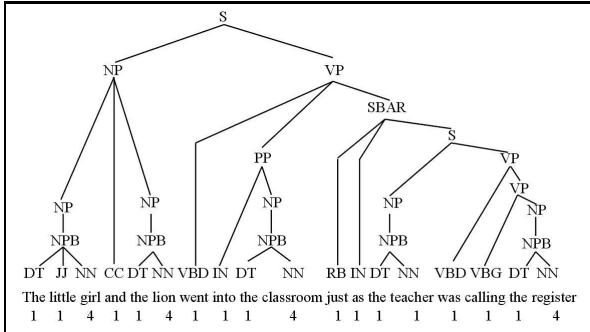 S
NP VP
SBAR
S
PP VP
VP
NP NP NP NP NP
NPB NPB NPB NPB NPB
DT JJ NN CC DT NN VBD IN DT NN RB IN DT NN VBD VBG DT NN
The little girl and the lion went into the classroom just as the teacher was calling the register
1 1 4 1 1 4 1 1 1 4 1 1 1 1 1 1 1 4